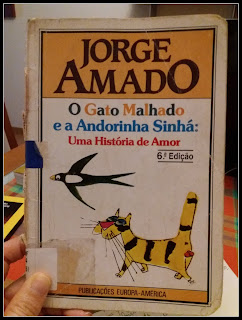 JORGE
AMADO
O Gato Malhado
e a Andorinha Sinhá:
Uma História de Amor
6.ª Edição
PUBLICAÇÕES EUROPA-AMÉRICA